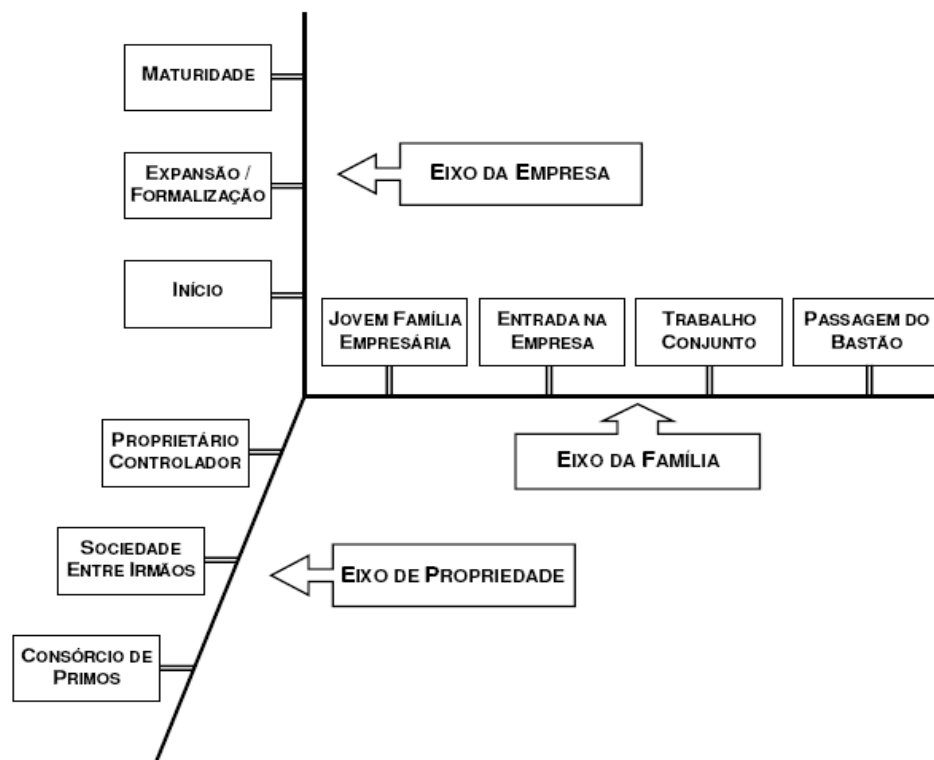 MATURIDADE
EXPANSÃO /
FORMALIZAÇÃO
EIXO DA EMPRESA
INÍCIO
JOVEM FAMÍLIA
EMPRESÁRIA
ENTRADA NA
EMPRESA
TRABALHO
CONJUNTO
PASSAGEM DO
BASTÃO
PROPRIETÁRIO
CONTROLADOR
EIXO DA FAMÍLIA
SOCIEDADE
ENTRE IRMÃOS
EIXO DE PROPRIEDADE
CONSÓRCIO DE
PRIMOS